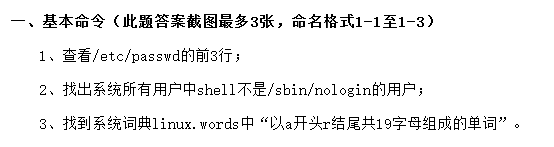 一、基本命令（此题答案截图最多3张，命名格式1-1至1-3）
1、查看/etc/passwd的前3行；
2、找出系统所有用户中shell不是/sbin/nologin的用户；
3、找到系统词典linux.words中“以a开头r结尾共19字母组成的单词”。